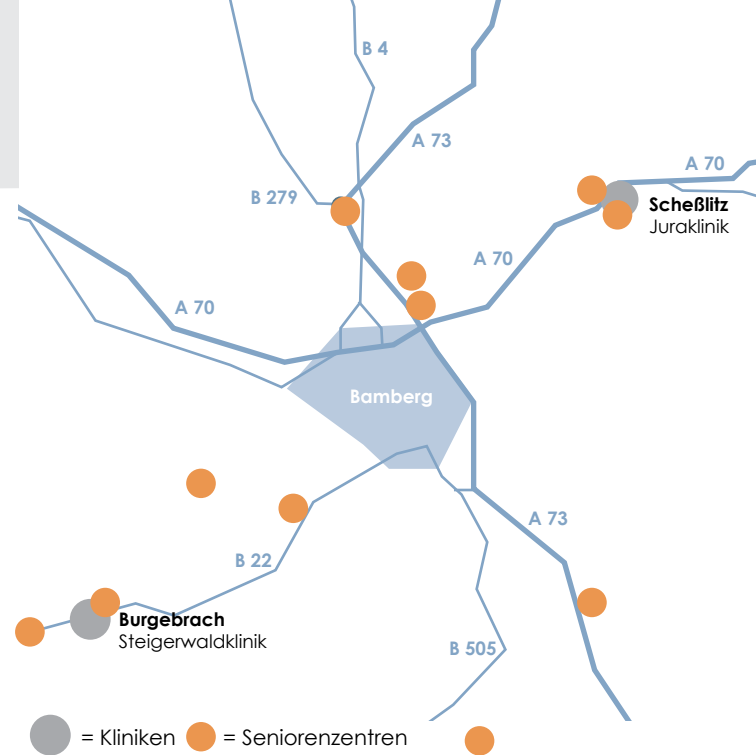 B 4
A 73
A 70
B 279
Scheßlitz
Juraklinik
A 70
A 70
Bamberg
A 73
B 22
Burgebrach
Steigerwaldklinik
B 505
= Kliniken = Seniorenzentren